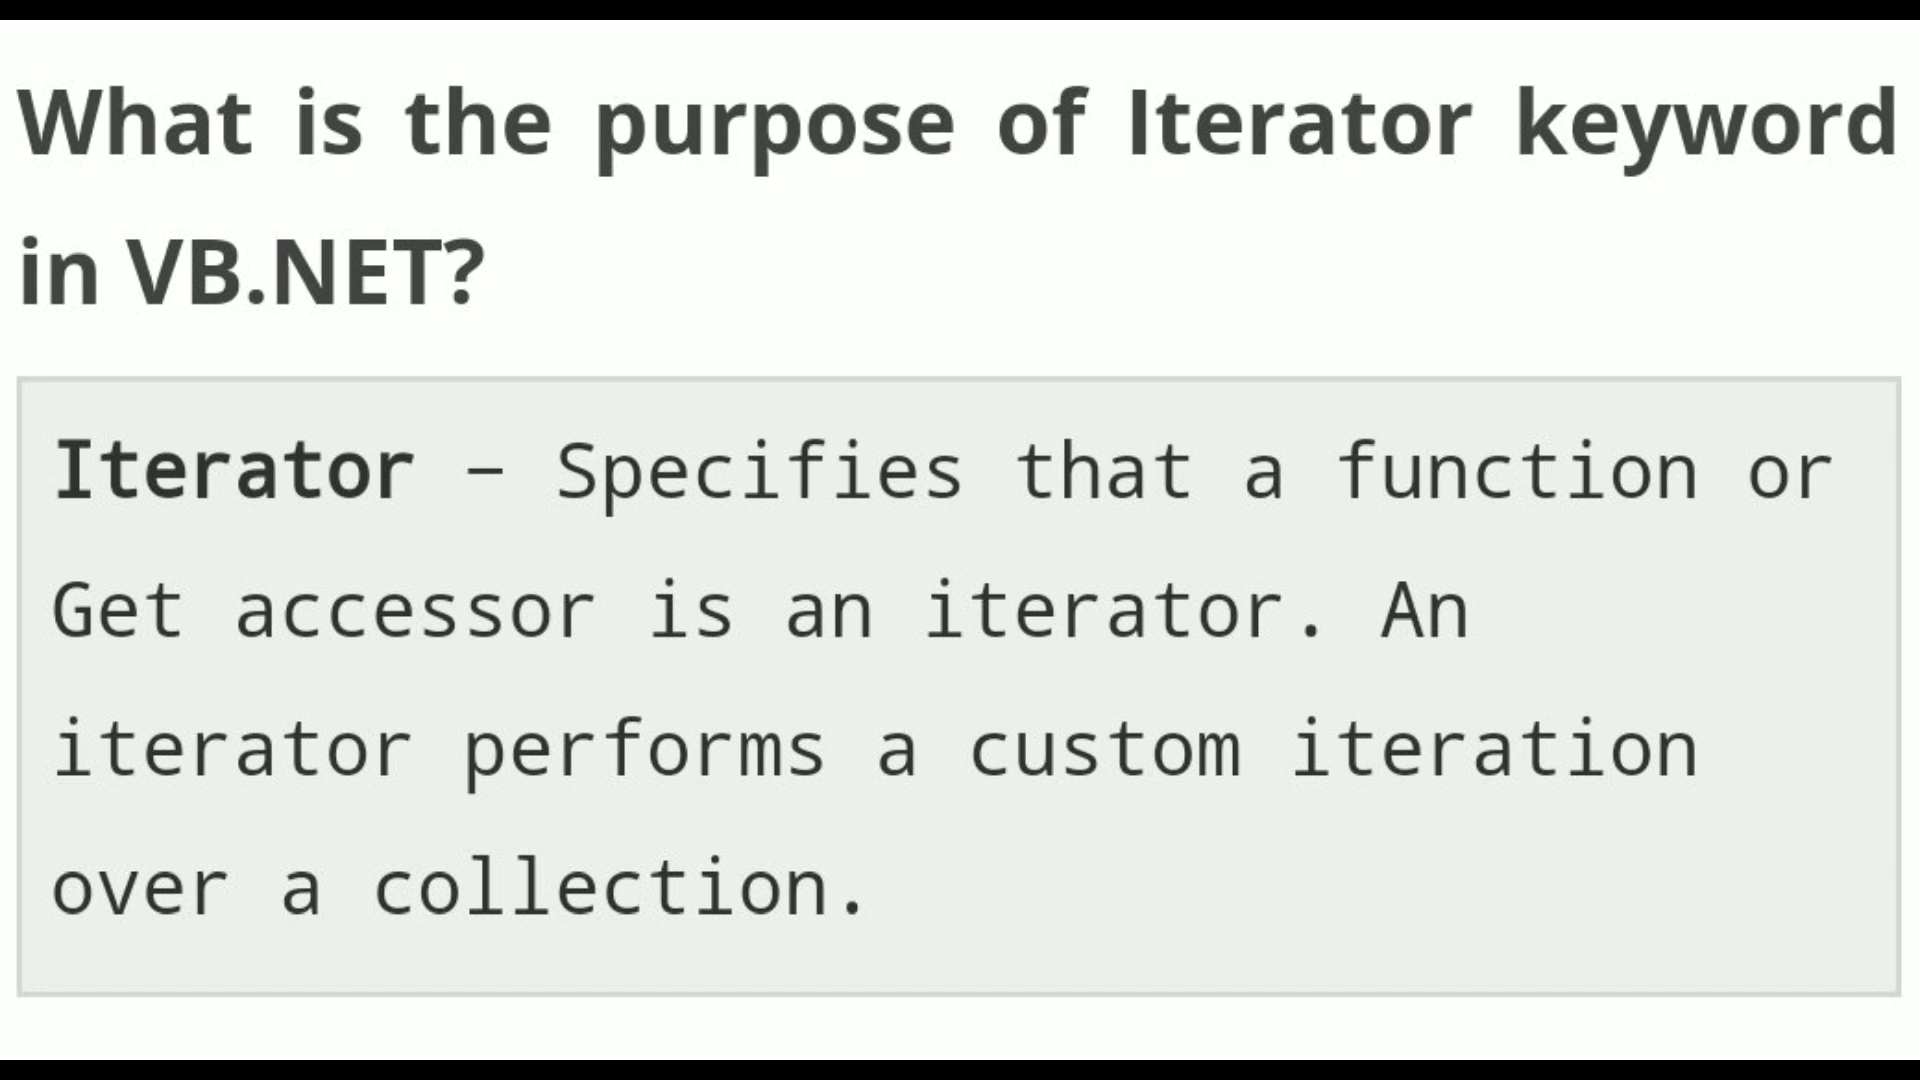 What is the purpose of Iterator keyword
in VB.NET?
Iterator – Specifies that a function or
Get accessor is an iterator. An
iterator performs a custom iteration
over a collection.